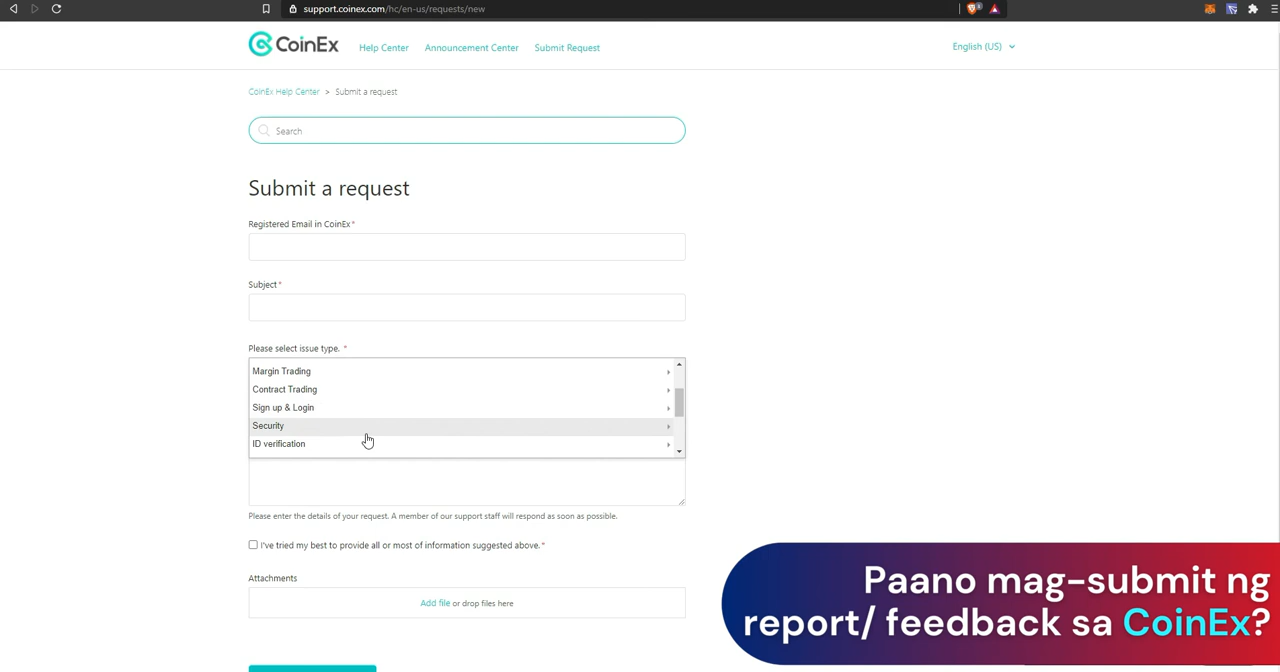 support.coinex.com/hc/en-us/requests/new
CoinEx
Help Center
Announcement Center
Submit Request
English (US)
CoinEx Help Center > Submit a request
Search
Submit a request
Registered Email in CoinEx*
Subject*
Please select issue type. *
Margin Trading
Contract Trading
Sign up & Login
Security
ID verification
Please enter the details of your request. A member of our support staff will respond as soon as possible.
I've tried my best to provide all or most of information suggested above.*
Attachments
Add file or drop files here
Paano mag-submit ng
report/ feedback sa CoinEx?